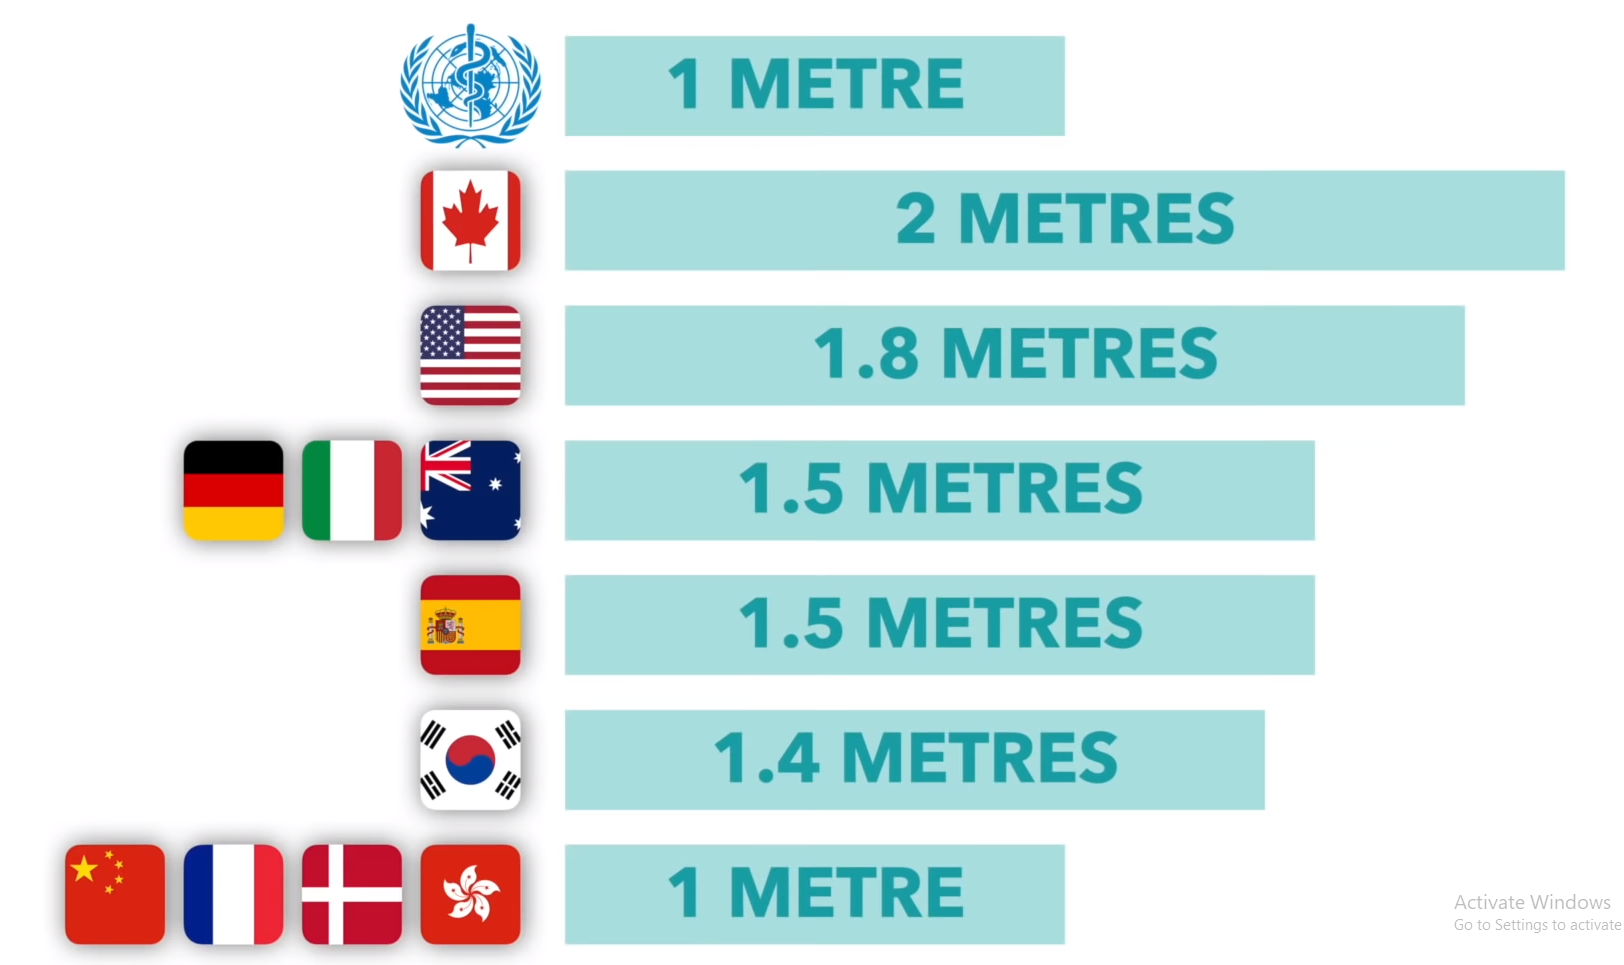 1 METRE
2 METRES
1.8 METRES
1.5 METRES
1.5 METRES
1.4 METRES
1 METRE
Activate Windows
Go to Settings to activate